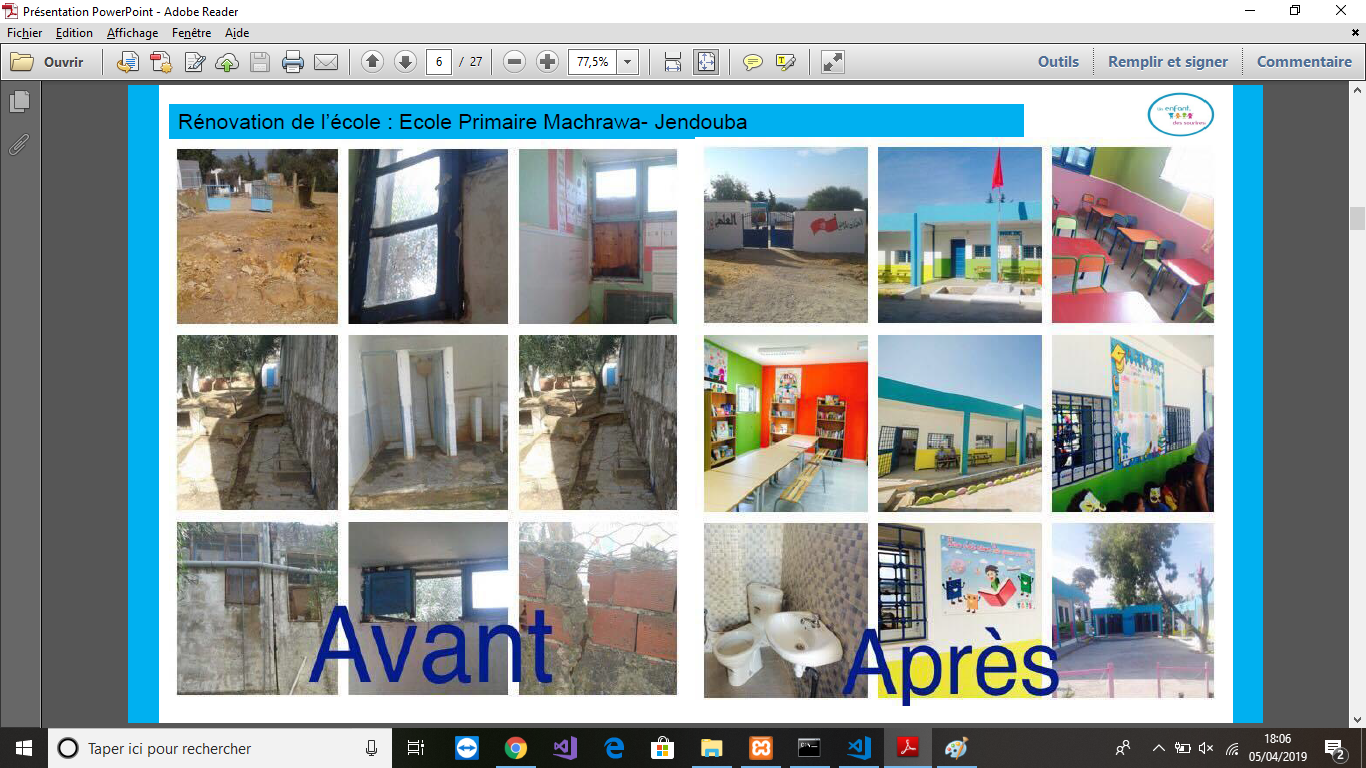 Présentation PowerPoint - Adobe Reader
Fichier Edition Affichage Fenêtre Aide
Ouvrir 6 / 27 77,5% Outils Remplir et signer Commentaire
Rénovation de l'école : Ecole Primaire Machrawa- Jendouba
un enfant, des sourires
Avant
Après
Taper ici pour rechercher
18:06
05/04/2019
2